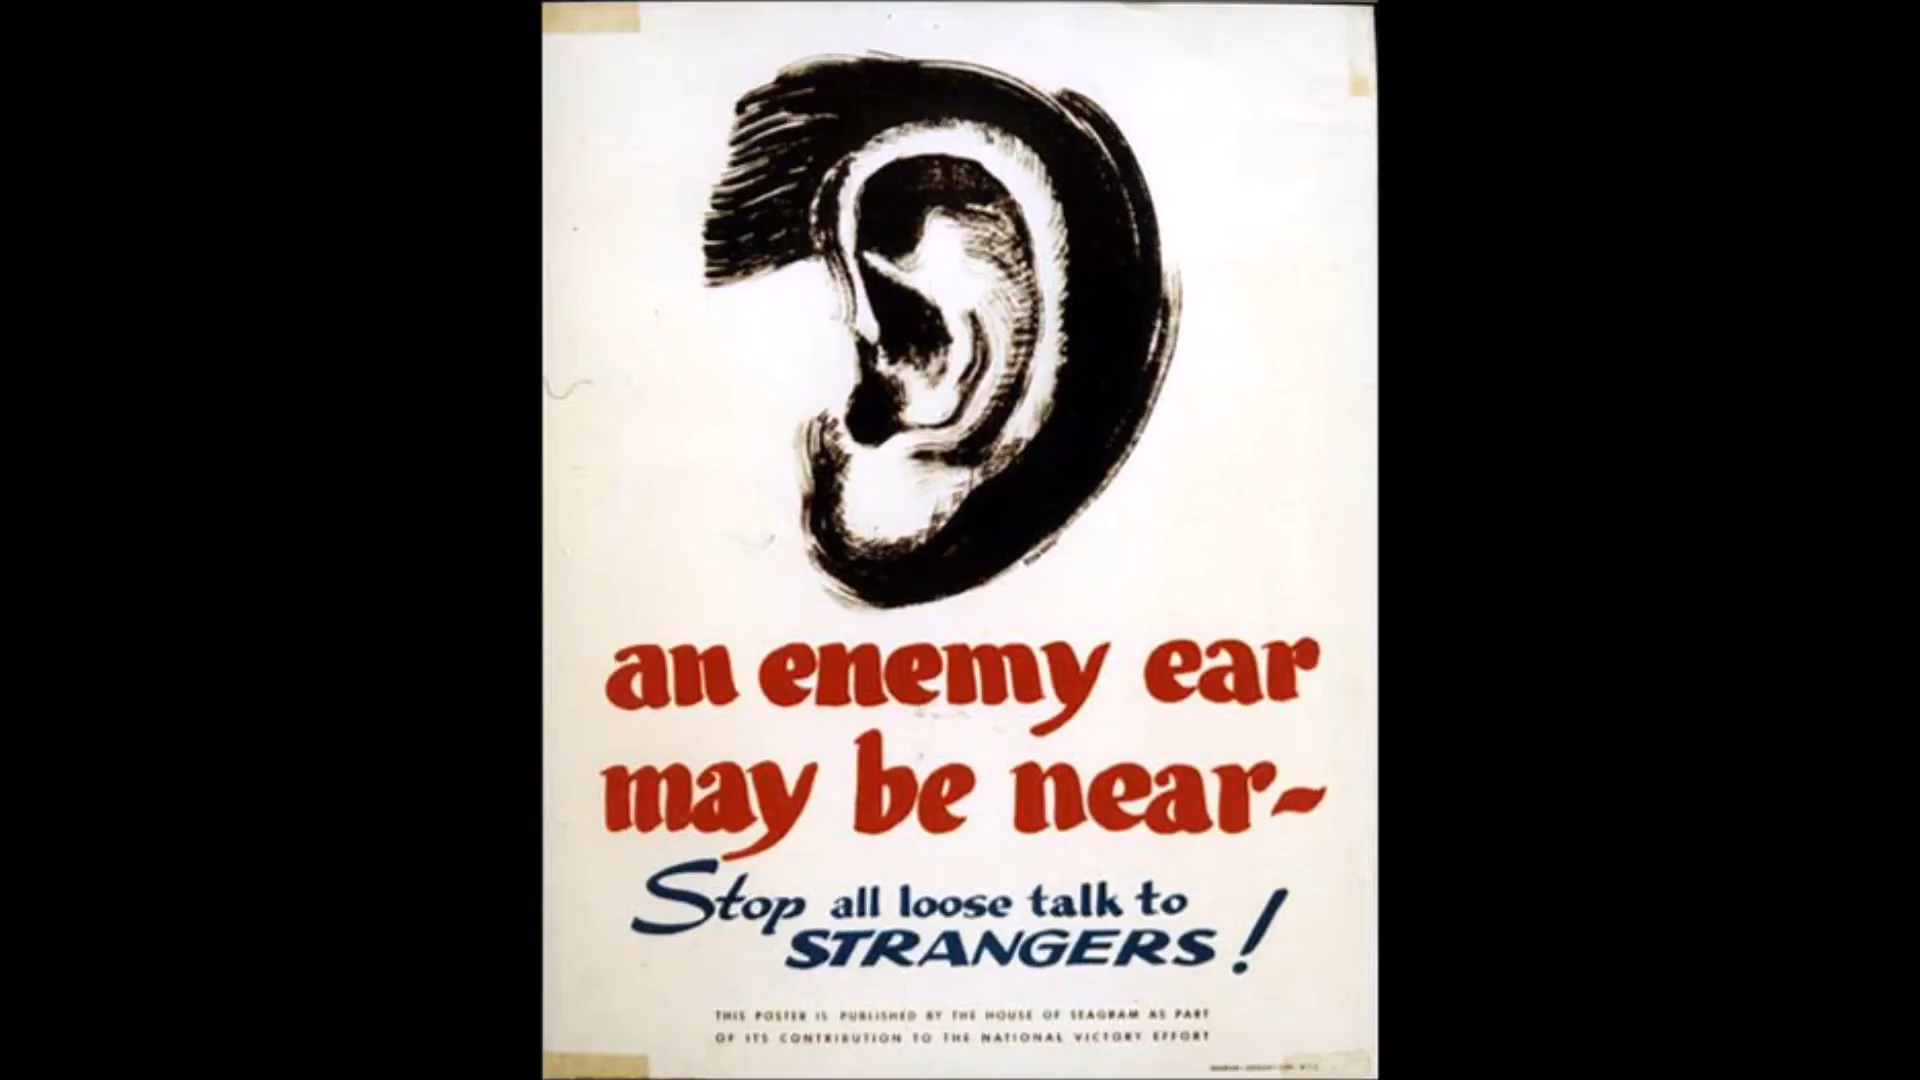 an enemy ear
may be near-
Stop all loose talk to
STRANGERS!
THIS POSTER IS PUBLISHED BY THE HOUSE OF SEAGRAM AS PART
OF ITS CONTRIBUTION TO THE NATIONAL VICTORY EFFORT